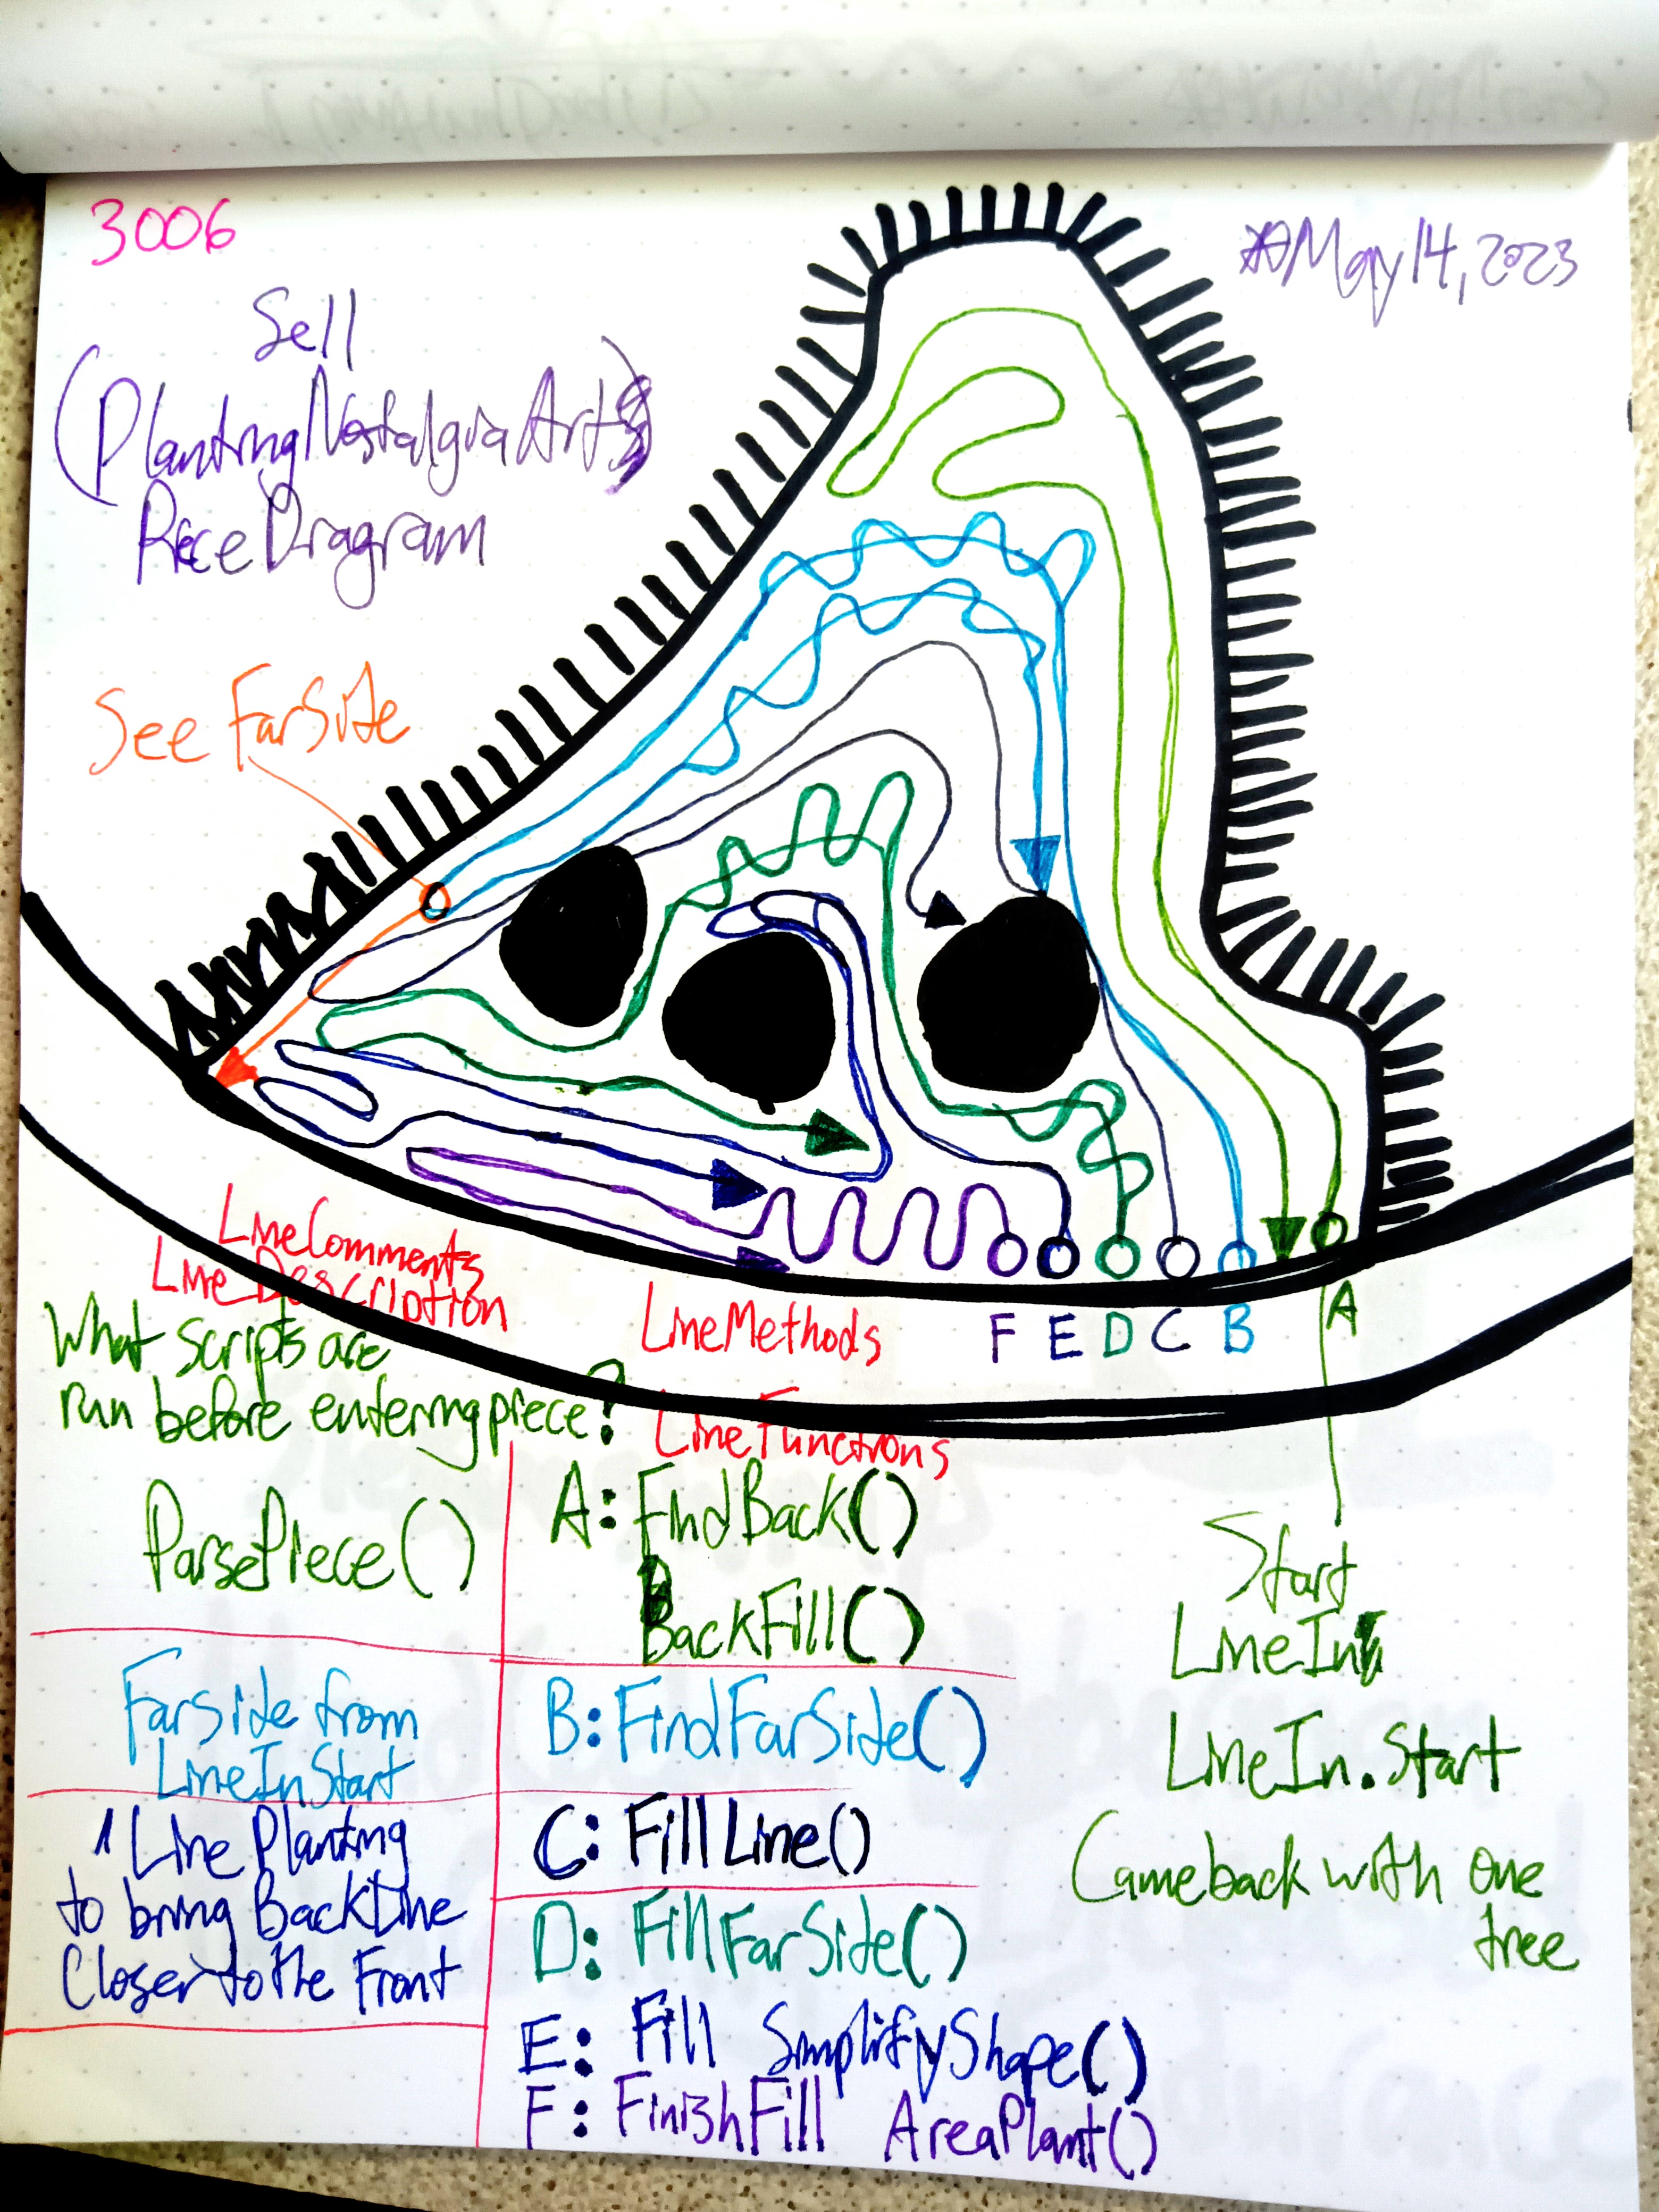 3006
May 14, 2023
Sell
(PlantingNostalgiaArt)
PieceDiagram
See FarSide
LineComments
LineDescription
What scripts are
run before entering piece?
LineMethods
F E D C B A
LineFunctions
ParsePiece()
A: FindBack()
BackFill()
Start
LineIn
LineIn.Start
Came back with one
tree
Farside from
LineInStart
B: FindFarSide()
1 Line Planting
to bring BackLine
Closer to the Front
C: FillLine()
D: FillFarSide()
E: Fill SimplifyShape()
F: FinishFill AreaPlant()